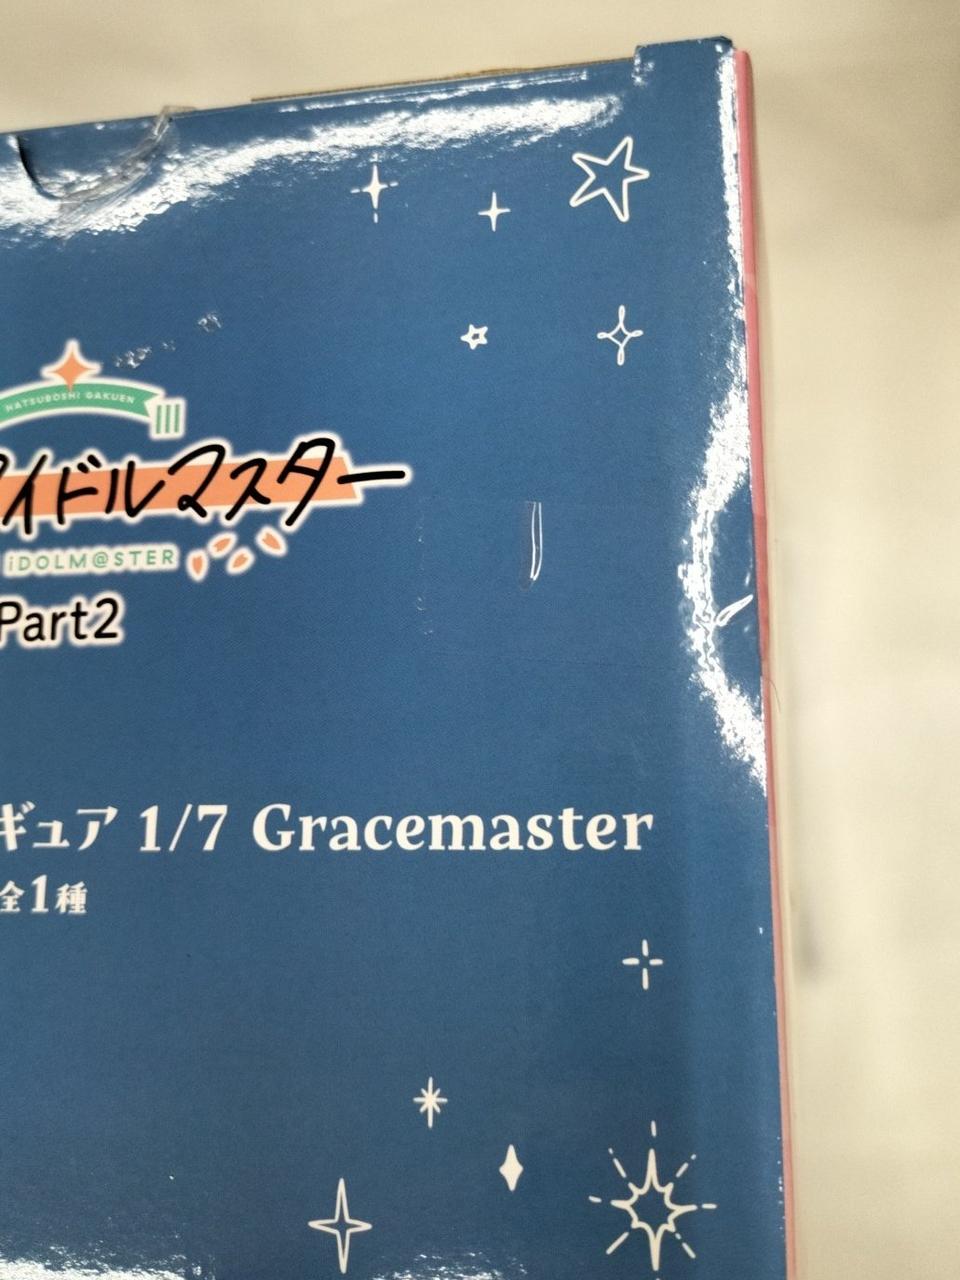 HATSUBOSHI GAKUEN
アイドルマスター
iDOLM@STER
Part2
ギュア 1/7 Gracemaster
全1種